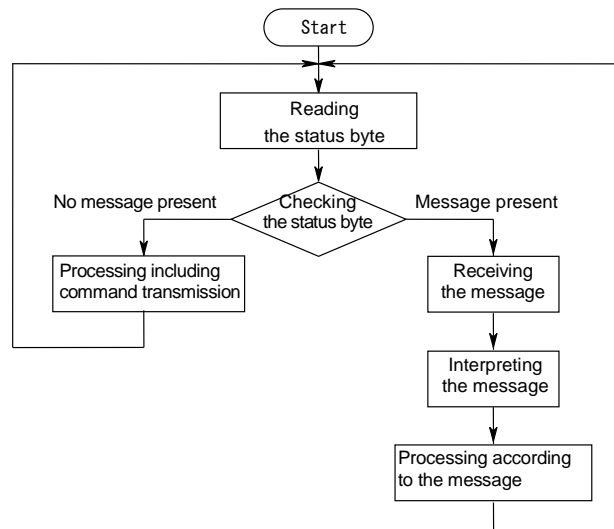 Start
Reading
the status byte
Checking
the status byte
No message present
Message present
Processing including
command transmission
Receiving
the message
Interpreting
the message
Processing according
to the message